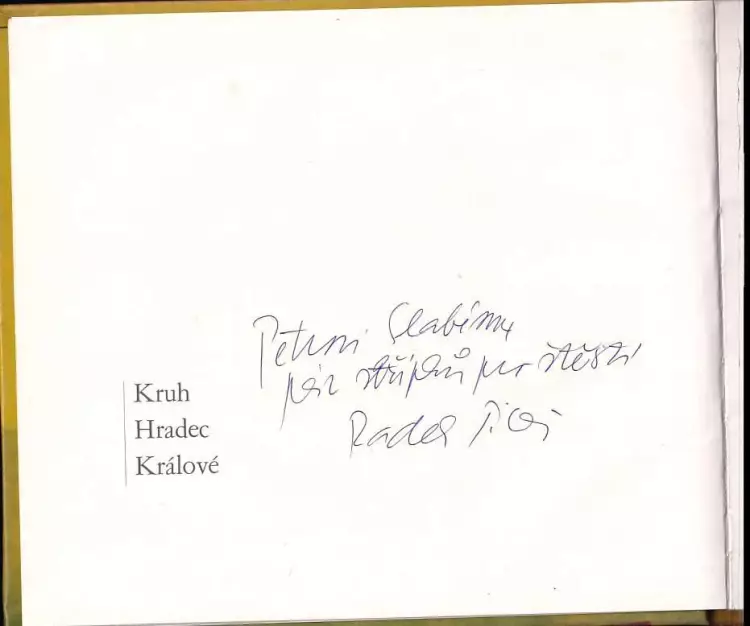 Petrovi Slabému
pár střípků pro štěstí
Radek
Kruh
Hradec
Králové